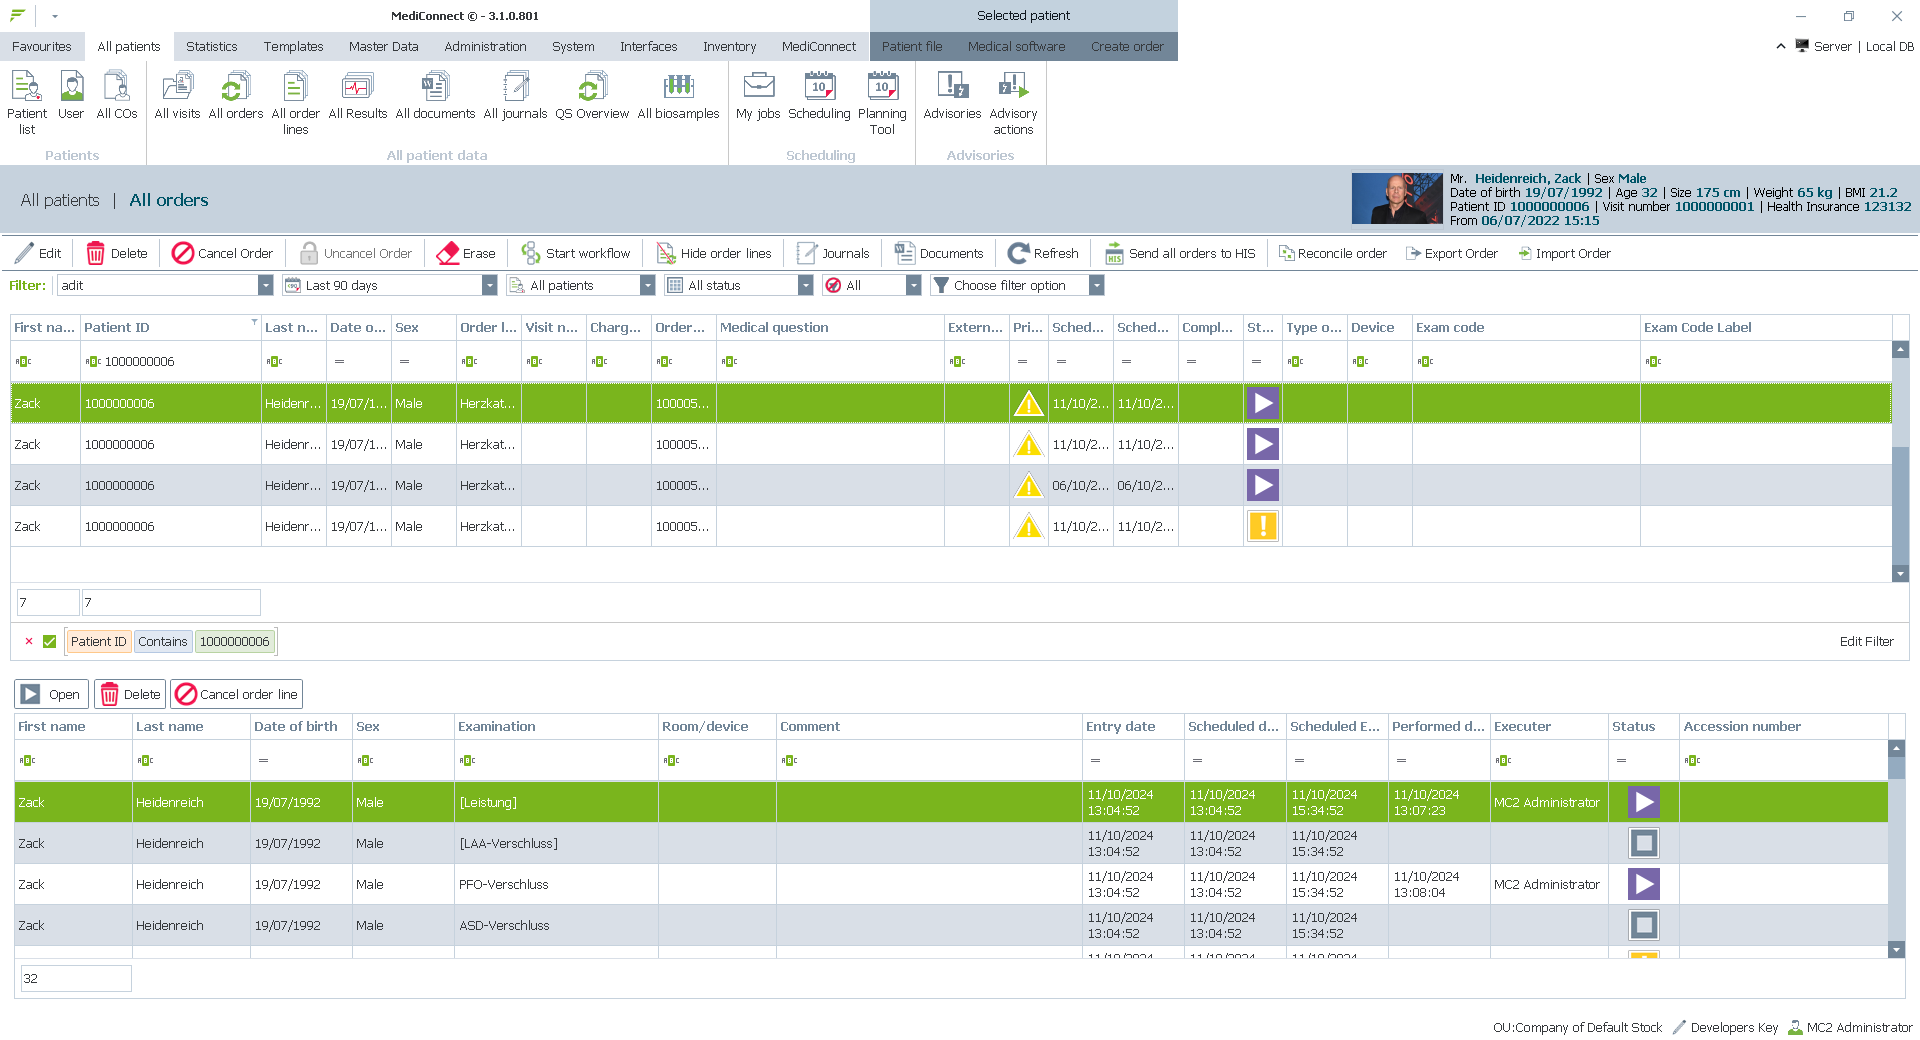 MediConnect © - 3.1.0.801
Selected patient
Favourites All patients Statistics Templates Master Data Administration System Interfaces Inventory MediConnect Patient file Medical software Create order
Server | Local DB
Patient list User All COs All visits All orders All order lines All Results All documents All journals QS Overview All biosamples My jobs Scheduling Planning Tool Advisories Advisory actions
Patients All patient data Scheduling Advisories
All patients | All orders
Mr. Heidenreich, Zack | Sex Male
Date of birth 19/07/1992 | Age 32 | Size 175 cm | Weight 65 kg | BMI 21.2
Patient ID 1000000006 | Visit number 1000000001 | Health Insurance 123132
From 06/07/2022 15:15
Edit Delete Cancel Order Uncancel Order Erase Start workflow Hide order lines Journals Documents Refresh Send all orders to HIS Reconcile order Export Order Import Order
Filter: adit Last 90 days All patients All status All Choose filter option
First na... Patient ID Last n... Date o... Sex Order l... Visit n... Charg... Order... Medical question Extern... Pri... Sched... Sched... Compl... St... Type o... Device Exam code Exam Code Label
1000000006
Zack 1000000006 Heidenr... 19/07/1... Male Herzkat... 100005... 11/10/2... 11/10/2...
Zack 1000000006 Heidenr... 19/07/1... Male Herzkat... 100005... 11/10/2... 11/10/2...
Zack 1000000006 Heidenr... 19/07/1... Male Herzkat... 100005... 06/10/2... 06/10/2...
Zack 1000000006 Heidenr... 19/07/1... Male Herzkat... 100005... 11/10/2... 11/10/2...
7 7
Patient ID Contains 1000000006 Edit Filter
Open Delete Cancel order line
First name Last name Date of birth Sex Examination Room/device Comment Entry date Scheduled d... Scheduled E... Performed d... Executer Status Accession number
Zack Heidenreich 19/07/1992 Male [Leistung] 11/10/2024 13:04:52 11/10/2024 13:04:52 11/10/2024 15:34:52 11/10/2024 13:07:23 MC2 Administrator
Zack Heidenreich 19/07/1992 Male [LAA-Verschluss] 11/10/2024 13:04:52 11/10/2024 13:04:52 11/10/2024 15:34:52
Zack Heidenreich 19/07/1992 Male PFO-Verschluss 11/10/2024 13:04:52 11/10/2024 13:04:52 11/10/2024 15:34:52 11/10/2024 13:08:04 MC2 Administrator
Zack Heidenreich 19/07/1992 Male ASD-Verschluss 11/10/2024 13:04:52 11/10/2024 13:04:52 11/10/2024 15:34:52
32
OU:Company of Default Stock Developers Key MC2 Administrator